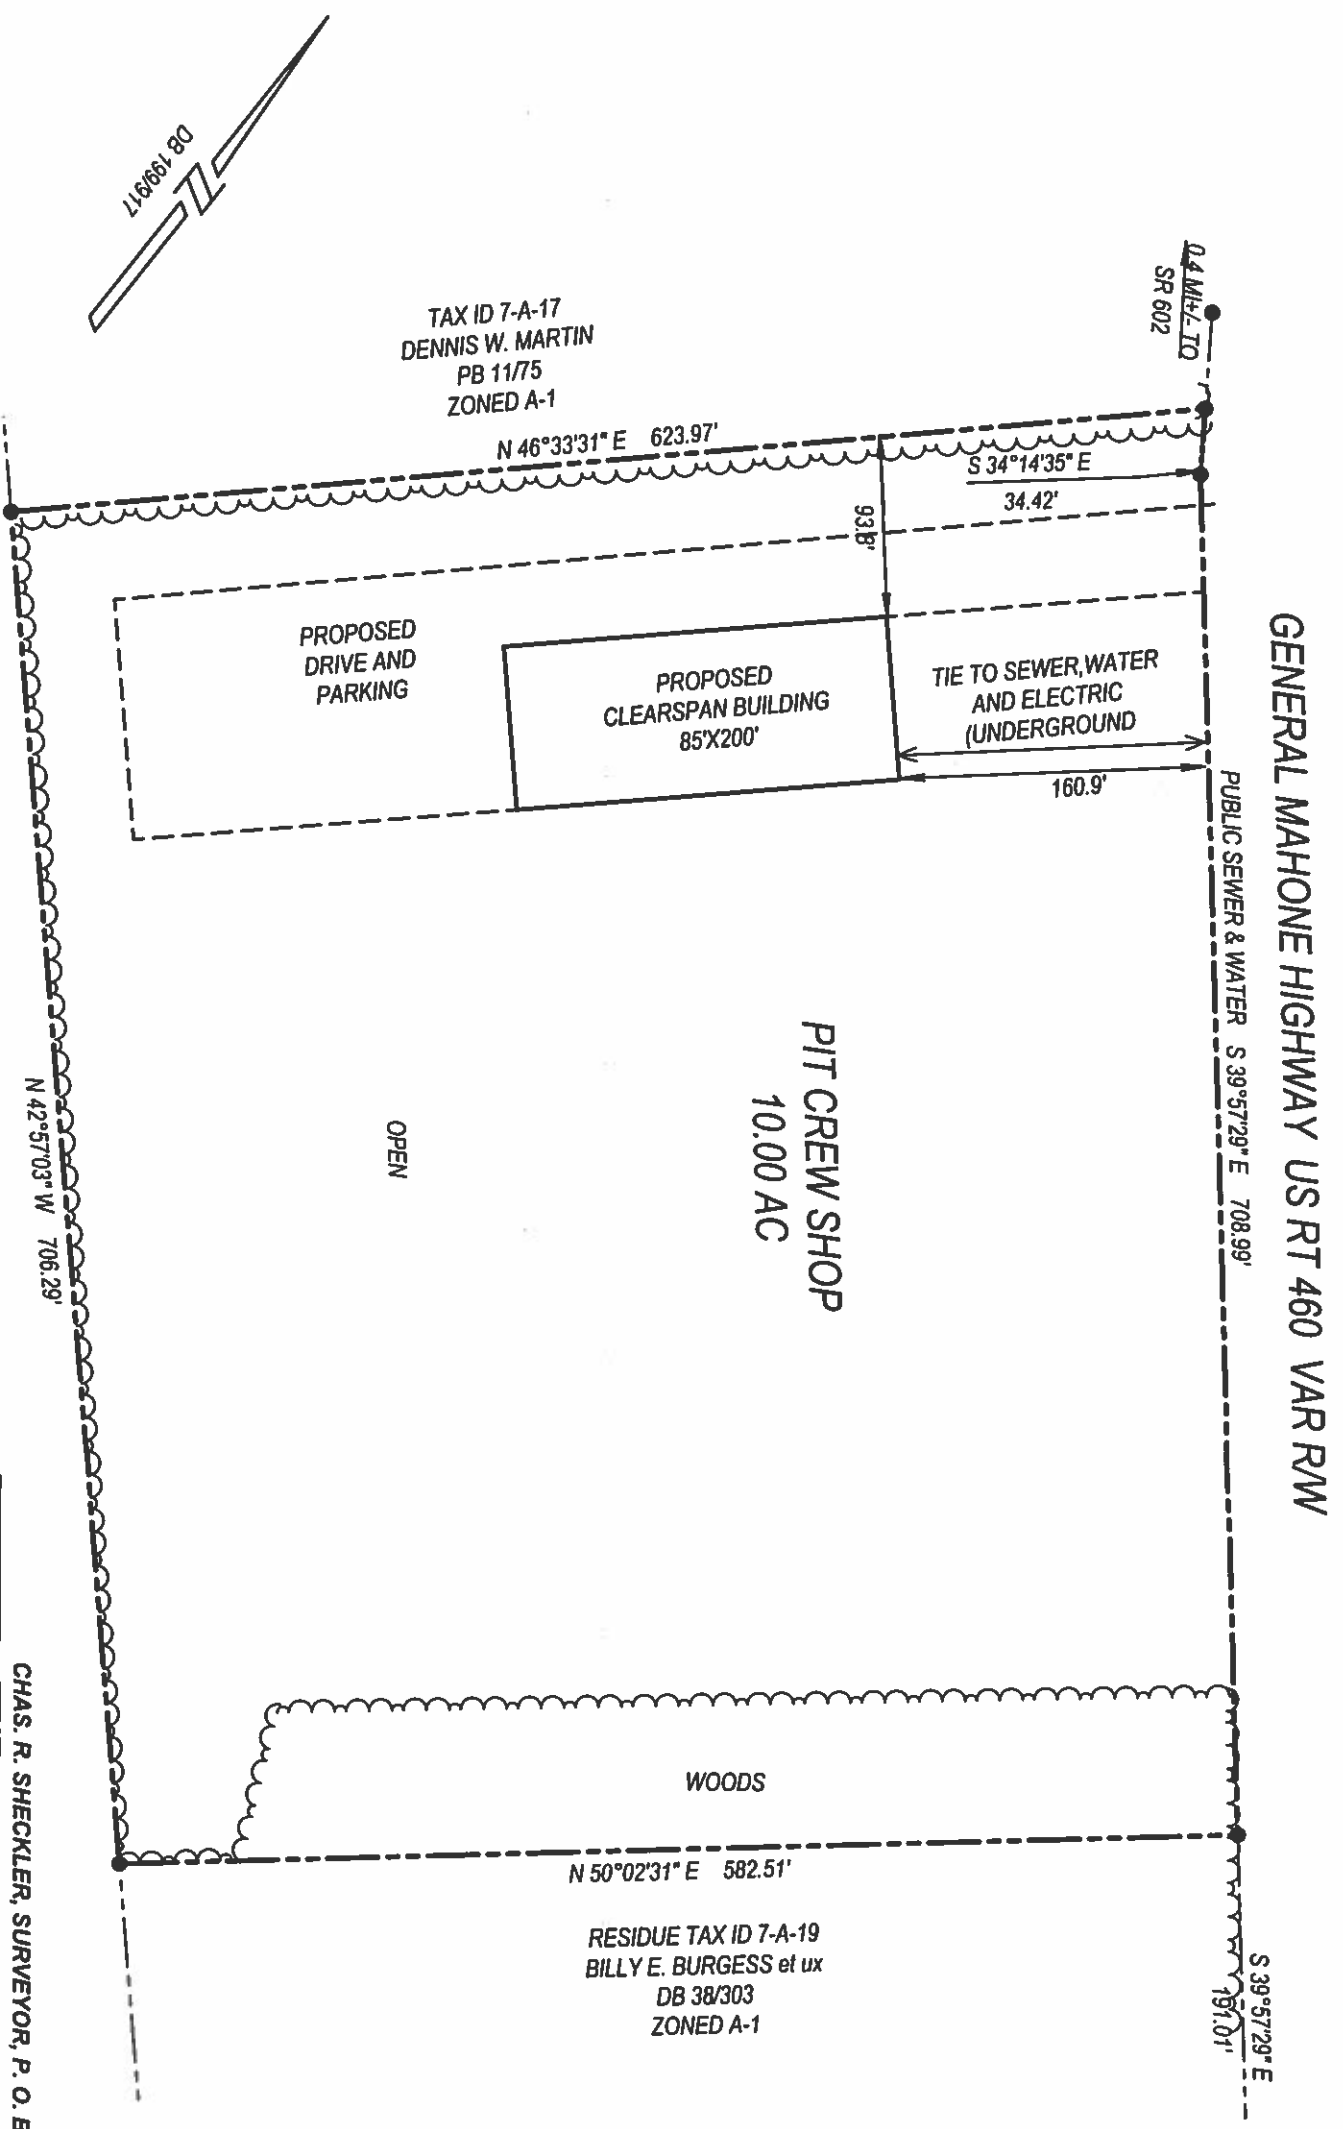 GENERAL MAHONE HIGHWAY US RT 460 VAR R/W
0.4 MI+/- TO
SR 602
PUBLIC SEWER & WATER S 39°57'29" E 708.99'
S 39°57'29" E
191.01'
DB 199/917
TAX ID 7-A-17
DENNIS W. MARTIN
PB 11/75
ZONED A-1
N 46°33'31" E 623.97'
S 34°14'35" E
34.42'
93.8'
PROPOSED
DRIVE AND
PARKING
PROPOSED
CLEARSPAN BUILDING
85'X200'
TIE TO SEWER,WATER
AND ELECTRIC
(UNDERGROUND
160.9'
PIT CREW SHOP
10.00 AC
OPEN
N 42°57'03" W 706.29'
WOODS
N 50°02'31" E 582.51'
RESIDUE TAX ID 7-A-19
BILLY E. BURGESS et ux
DB 38/303
ZONED A-1
CHAS. R. SHECKLER, SURVEYOR, P. O.